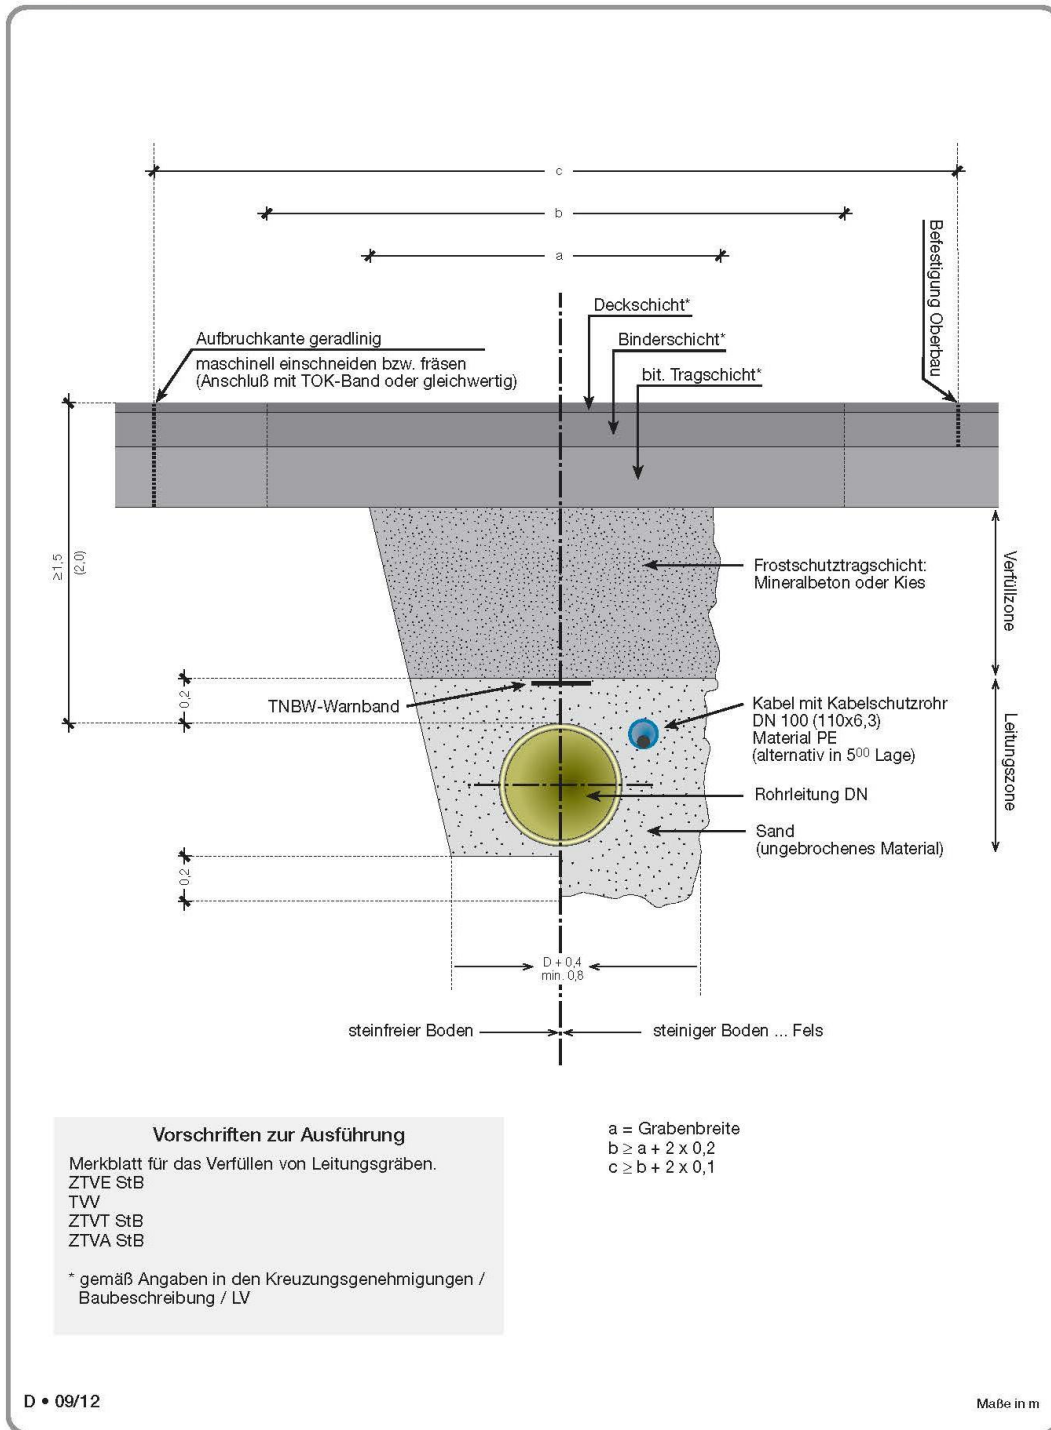 c
b
a
Befestigung Oberbau
Deckschicht*
Binderschicht*
bit. Tragschicht*
Aufbruchkante geradlinig
maschinell einschneiden bzw. fräsen
(Anschluß mit TOK-Band oder gleichwertig)
≥1,5
(2,0)
Frostschutztragschicht:
Mineralbeton oder Kies
Verfüllzone
0,2
TNBW-Warnband
Kabel mit Kabelschutzrohr
DN 100 (110x6,3)
Material PE
(alternativ in 5⁰⁰ Lage)
Leitungszone
Rohrleitung DN
Sand
(ungebrochenes Material)
0,2
D + 0,4
min. 0,8
steinfreier Boden
steiniger Boden ... Fels
Vorschriften zur Ausführung
Merkblatt für das Verfüllen von Leitungsgräben.
ZTVE StB
TVV
ZTVT StB
ZTVA StB
* gemäß Angaben in den Kreuzungsgenehmigungen /
Baubeschreibung / LV
a = Grabenbreite
b ≥ a + 2 x 0,2
c ≥ b + 2 x 0,1
D • 09/12
Maße in m